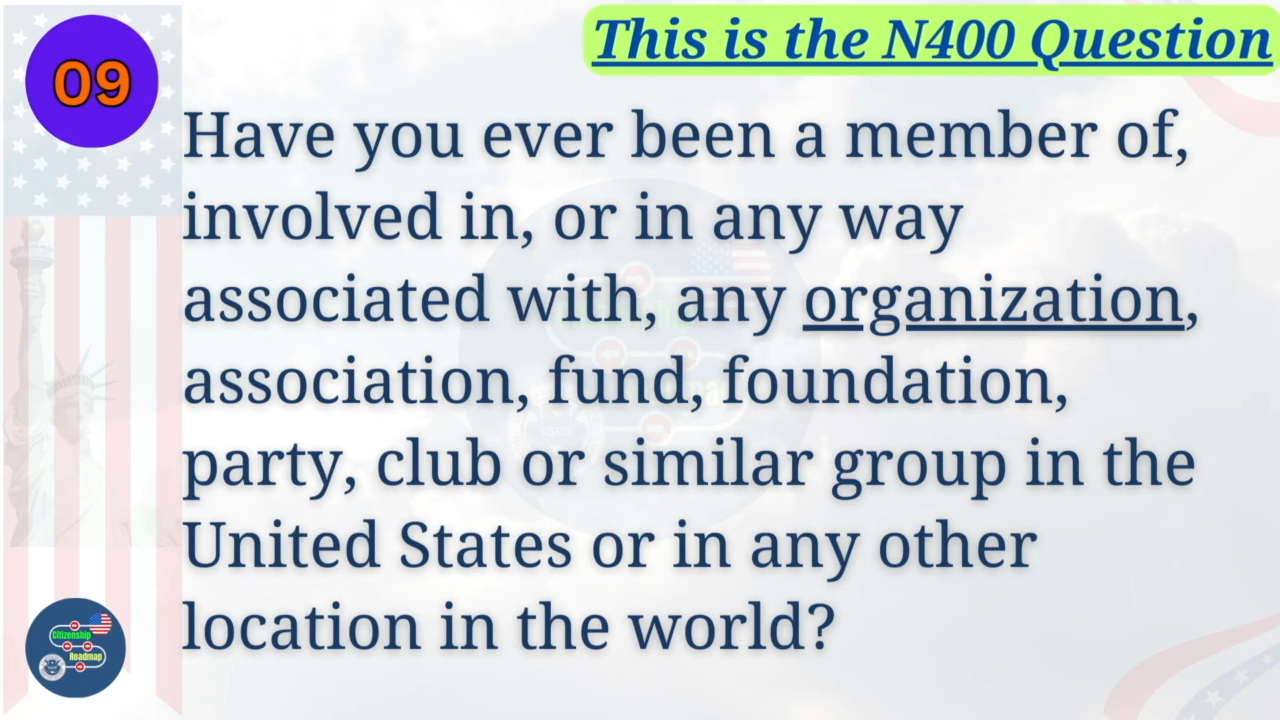 09
This is the N400 Question
Have you ever been a member of,
involved in, or in any way
associated with, any organization,
association, fund, foundation,
party, club or similar group in the
United States or in any other
location in the world?
Citizenship
Roadmap